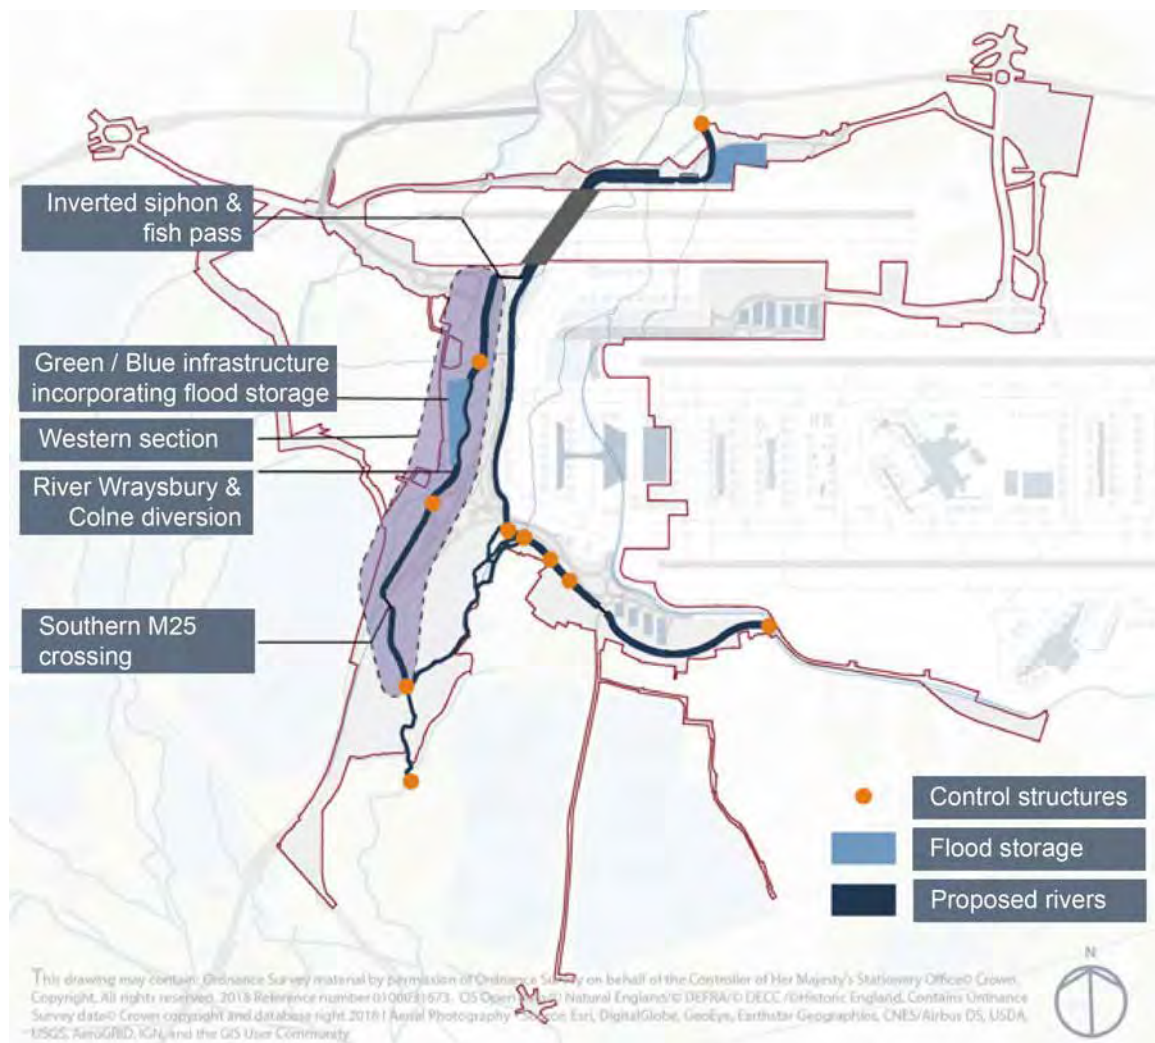 Inverted siphon &
fish pass
Green / Blue infrastructure
incorporating flood storage
Western section
River Wraysbury &
Colne diversion
Southern M25
crossing
Control structures
Flood storage
Proposed rivers
N
This drawing may contain: Ordnance Survey material by permission of Ordnance Survey on behalf of the Controller of Her Majesty's Stationery Office© Crown
Copyright. All rights reserved. 2018 Reference number 0100031673. OS Open Natural England/© DEFRA/© DECC /©Historic England. Contains Ordnance
Survey data© Crown copyright and database right 2018 | Aerial Photography Esri, DigitalGlobe, GeoEye, Earthstar Geographics, CNES/Airbus DS, USDA,
USGS, AeroGRID, IGN, and the GIS User Community